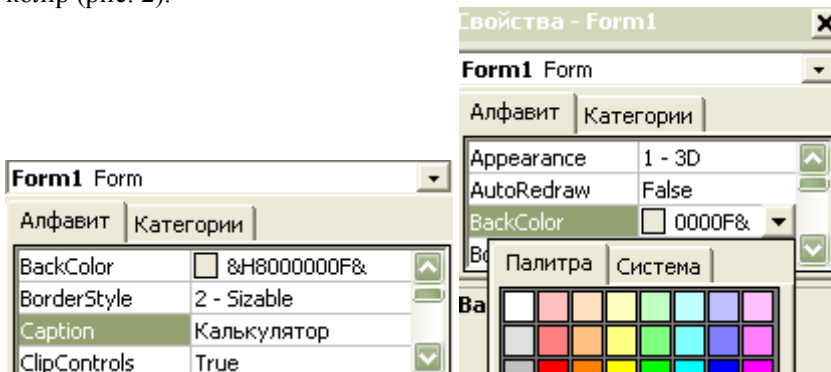 колір (рис. 2).
Form1 Form
Алфавит Категории
BackColor &H8000000F&
BorderStyle 2 - Sizable
Caption Калькулятор
ClipControls True
Свойства - Form1
Form1 Form
Алфавит Категории
Appearance 1 - 3D
AutoRedraw False
BackColor 0000F&
Палитра Система